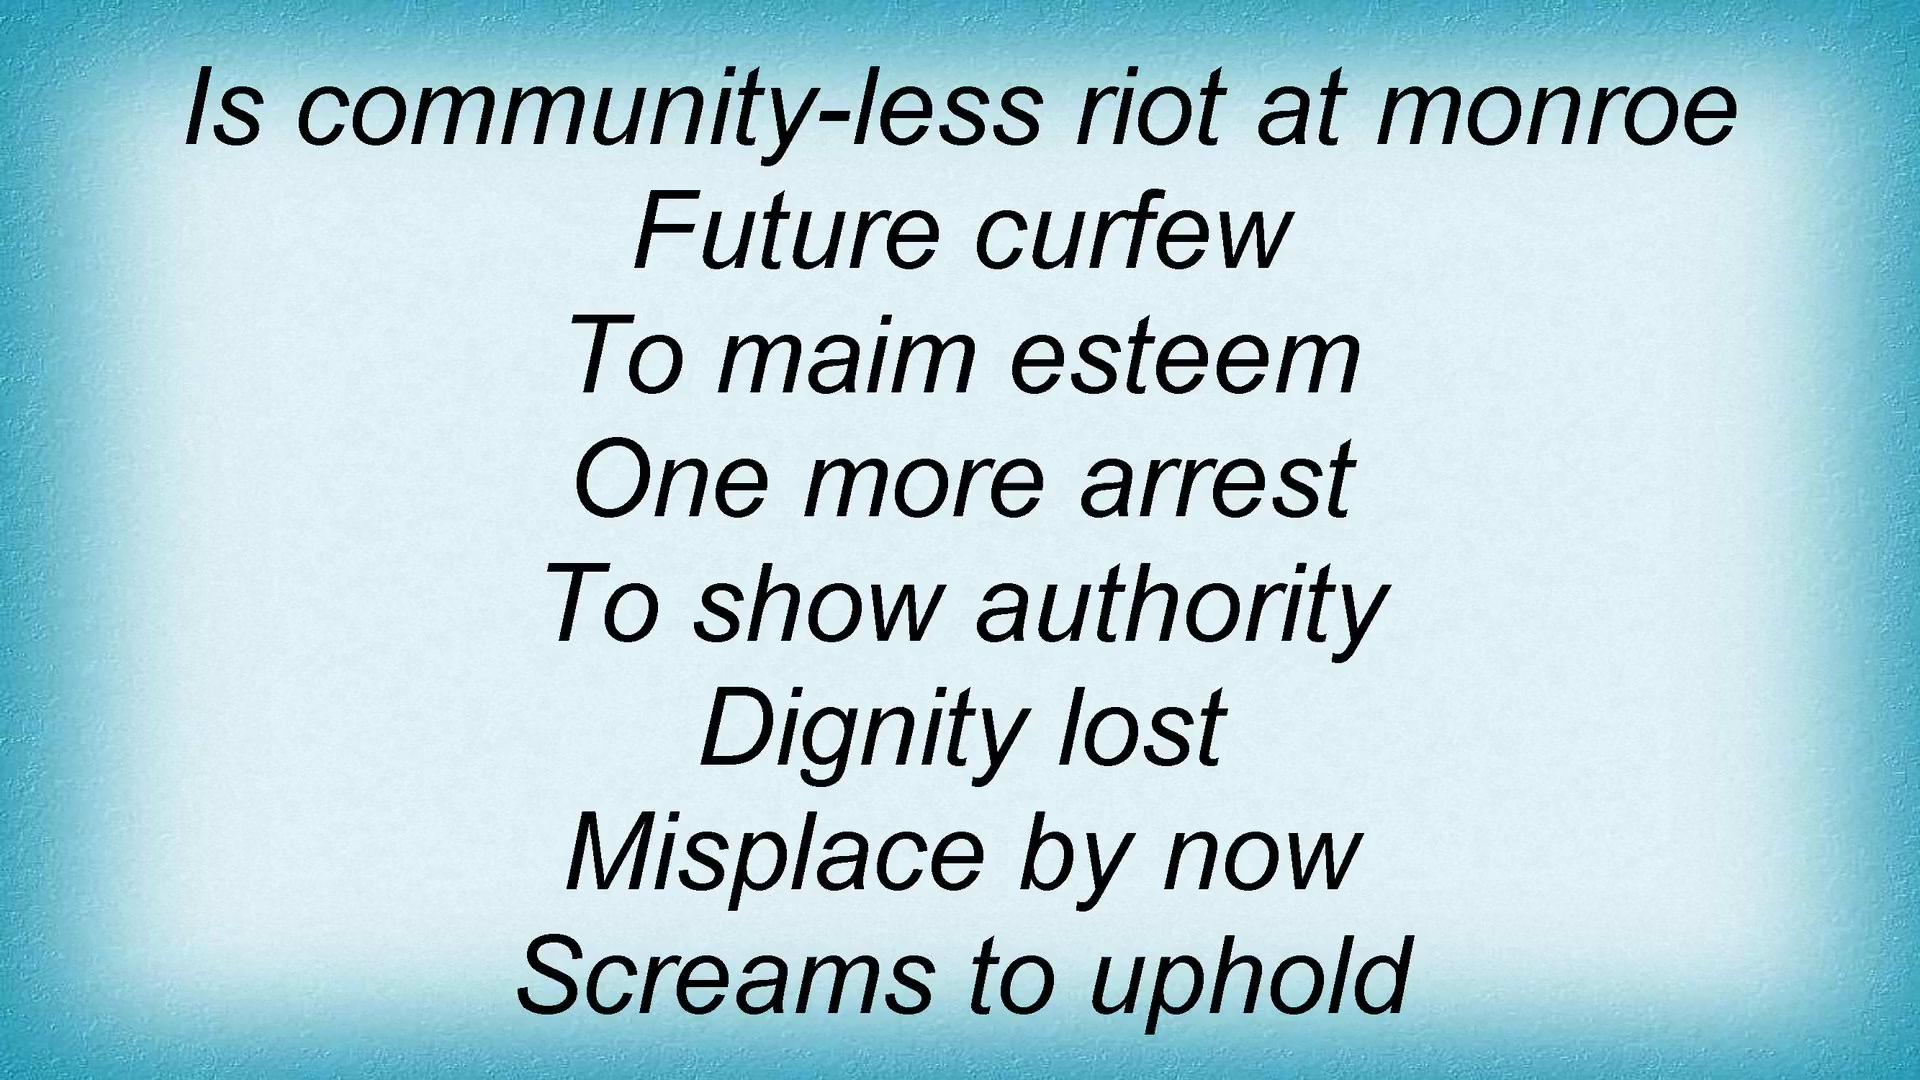 Is community-less riot at monroe
Future curfew
To maim esteem
One more arrest
To show authority
Dignity lost
Misplace by now
Screams to uphold